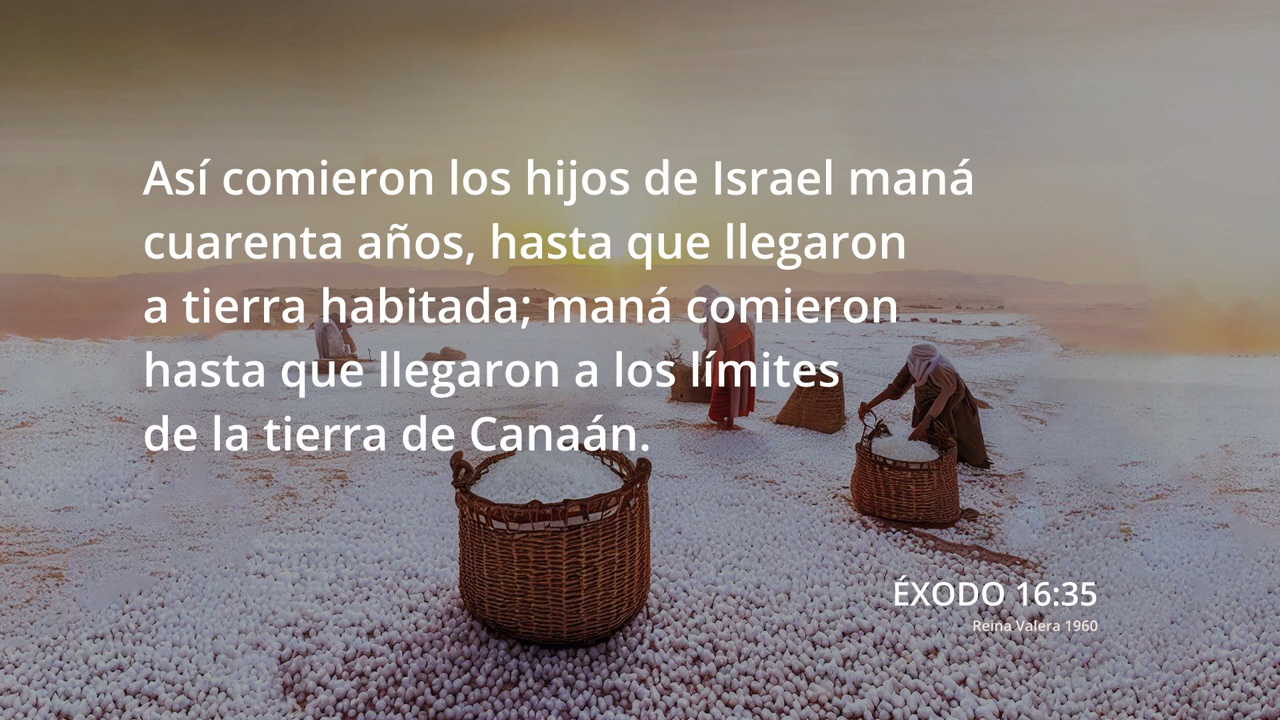 Así comieron los hijos de Israel maná
cuarenta años, hasta que llegaron
a tierra habitada; maná comieron
hasta que llegaron a los límites
de la tierra de Canaán.
ÉXODO 16:35
Reina Valera 1960